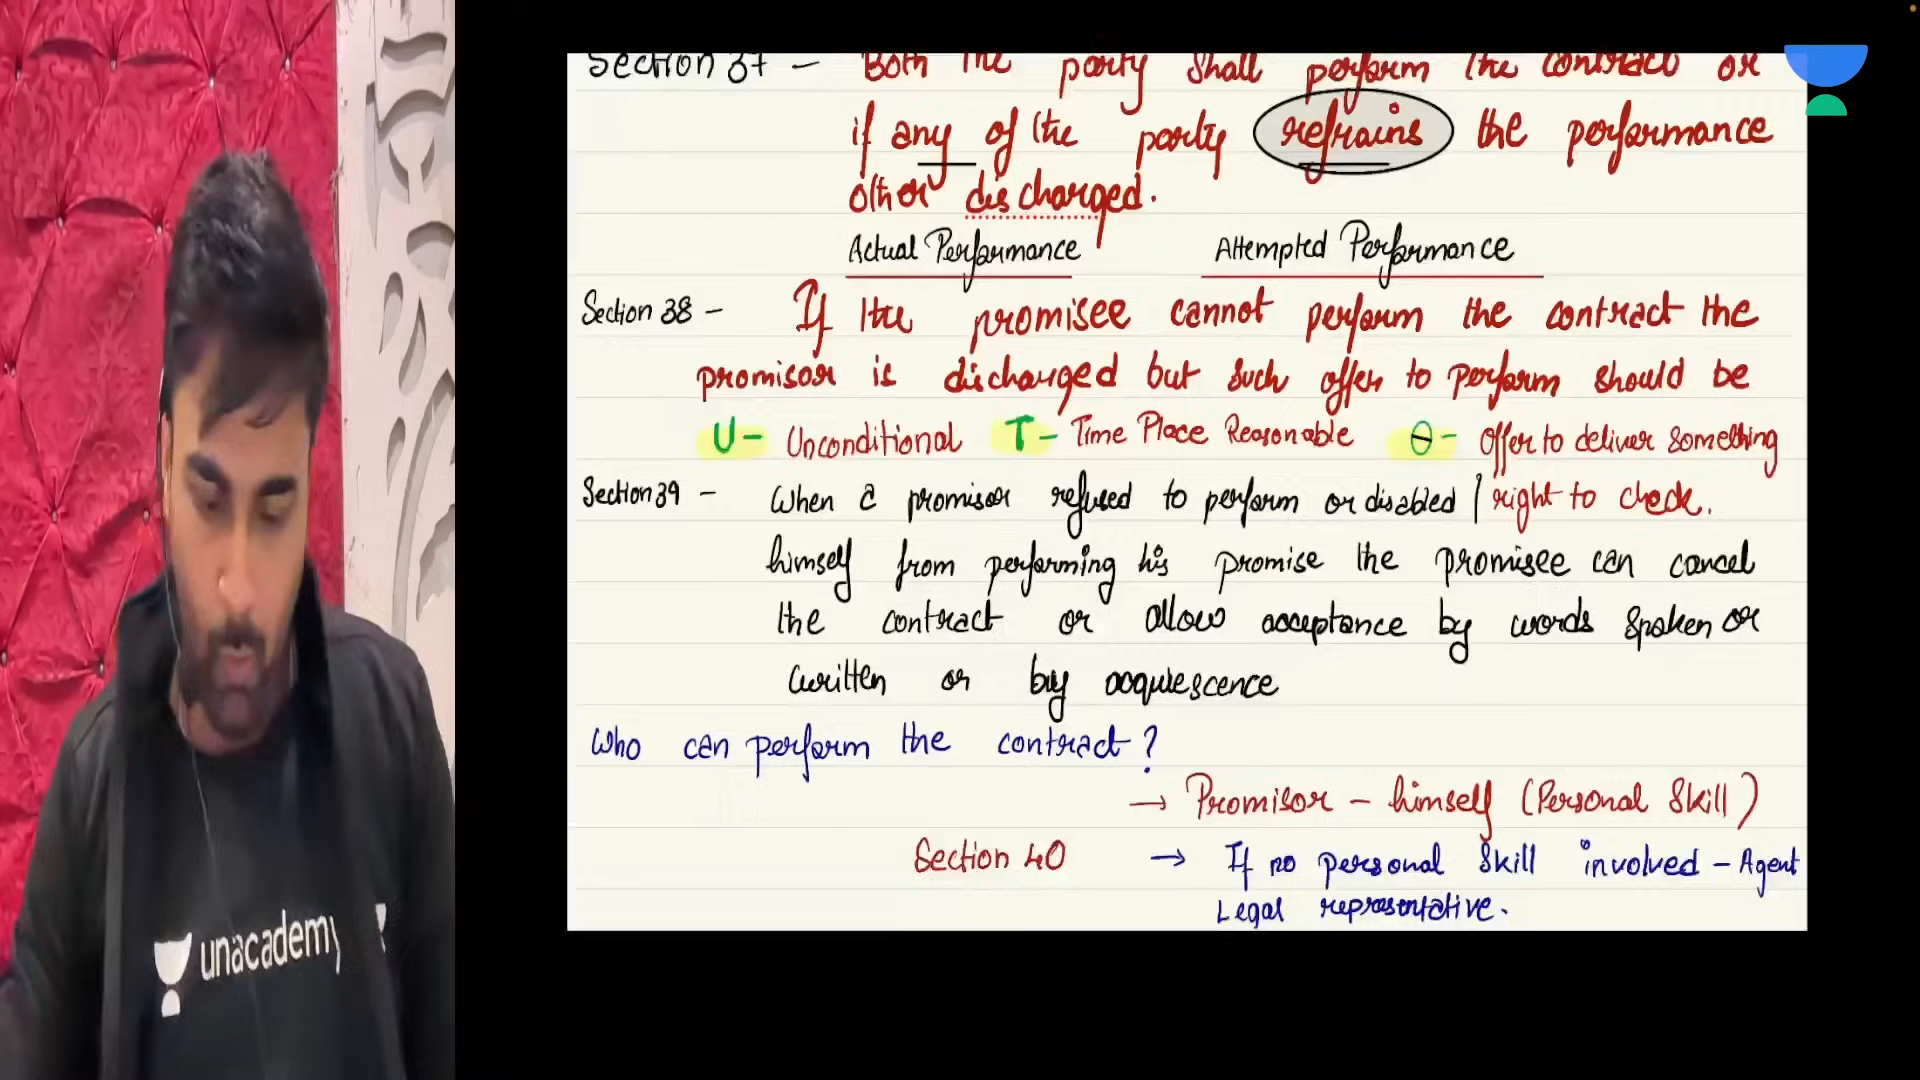 Section 37 - Both the party shall perform the contract or
if any of the party refrains the performance
other discharged.
Actual Performance Attempted Performance
Section 38 - If the promisee cannot perform the contract the
promisor is discharged but such offer to perform should be
U- Unconditional T- Time Place Reasonable O- Offer to deliver something
Section 39 - When a promisor refused to perform or disabled / right to check.
himself from performing his promise the promisee can cancel
the contract or allow acceptance by words spoken or
written or by acquiescence
Who can perform the contract?
→ Promisor - himself (Personal Skill)
Section 40 → If no personal skill involved - Agent
Legal representative.
unacademy